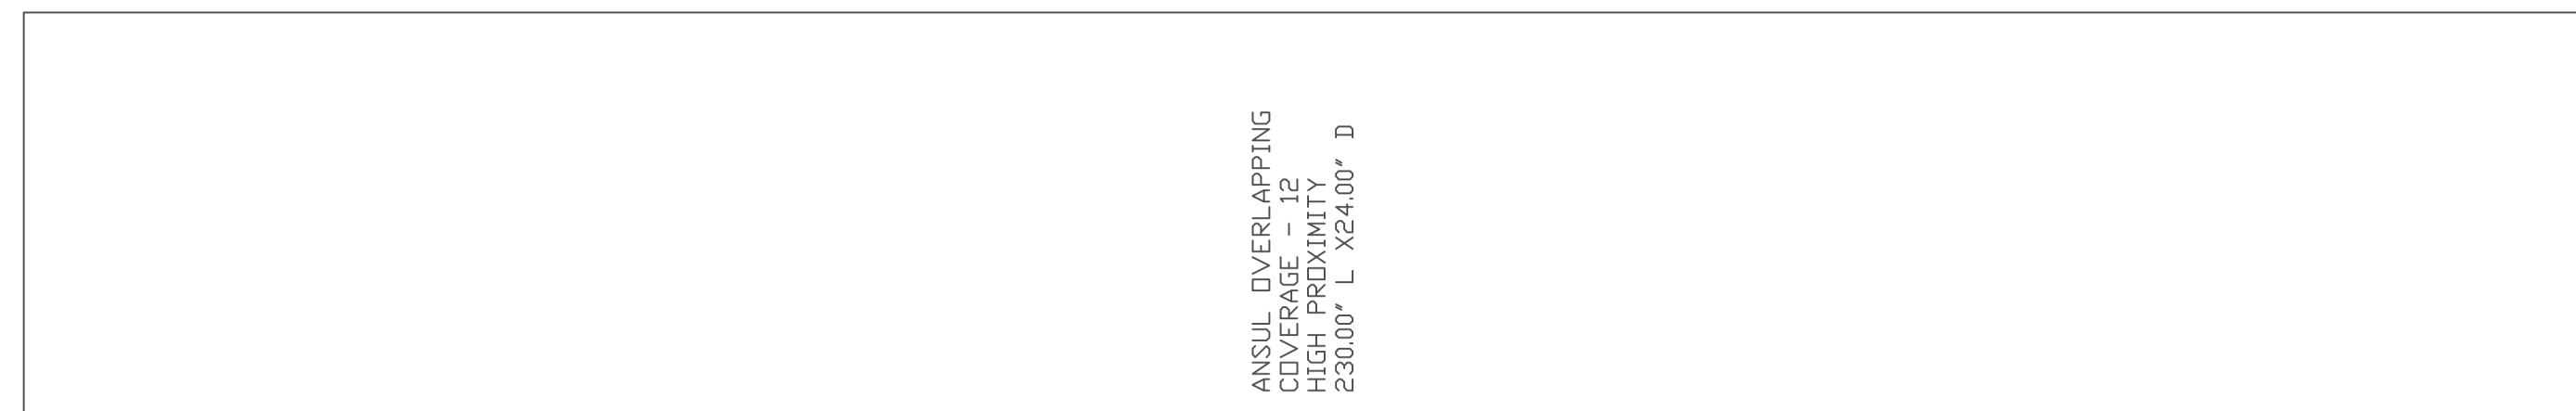 ANSUL OVERLAPPING
COVERAGE - 12
HIGH PROXIMITY
230.00" L X24.00" D